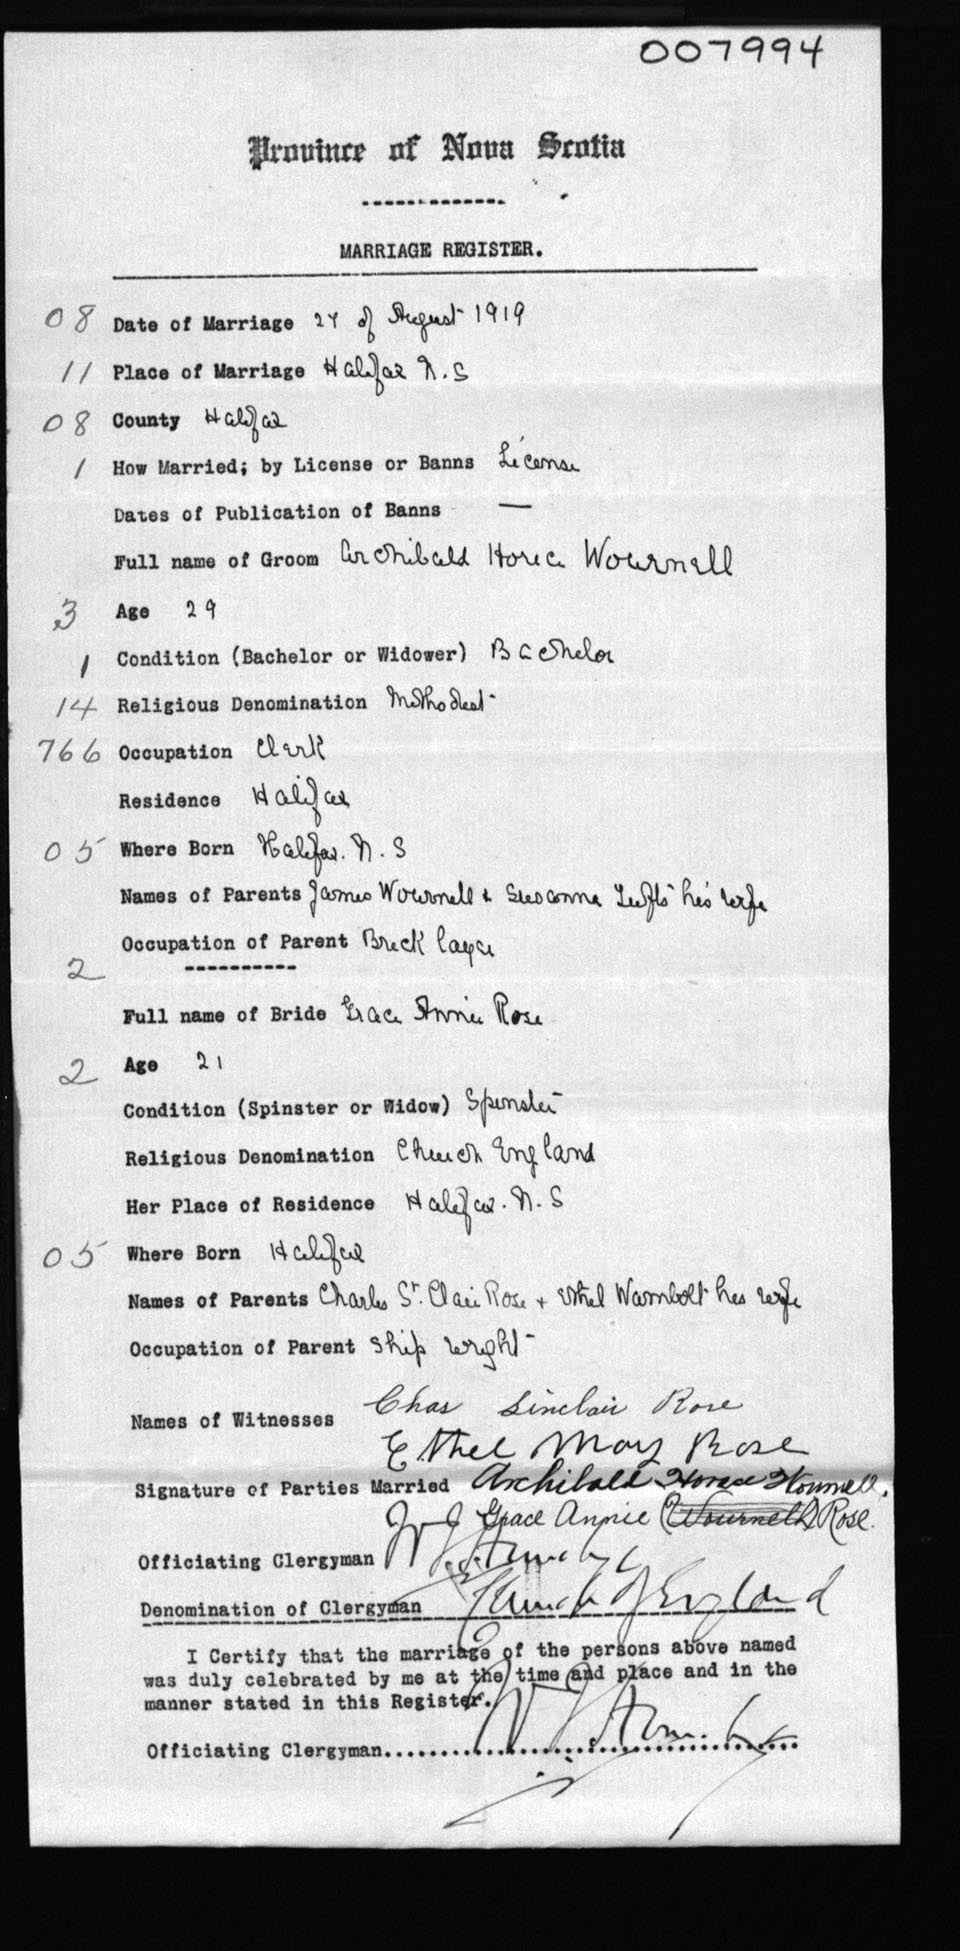 007994
Province of Nova Scotia
MARRIAGE REGISTER.
08 Date of Marriage 27 of August 1919
11 Place of Marriage Halifax N.S
08 County Halifax
1 How Married; by License or Banns License
Dates of Publication of Banns —
Full name of Groom Archibald Horace Wournell
3 Age 29
1 Condition (Bachelor or Widower) Bachelor
14 Religious Denomination Methodist
766 Occupation Clerk
Residence Halifax
05 Where Born Halifax. N.S
Names of Parents James Wournell & Susanna Tufts his wife
Occupation of Parent Brick layer
2
Full name of Bride Grace Annie Rose
2 Age 21
Condition (Spinster or Widow) Spinster
Religious Denomination Church England
Her Place of Residence Halifax. N.S
05 Where Born Halifax
Names of Parents Charles St. Clair Rose + Ethel Wambolt his wife
Occupation of Parent Ship wright
Names of Witnesses Chas Sinclair Rose
Ethel May Rose
Signature of Parties Married Archibald Horace Wournell.
Grace Annie (Wournell) Rose.
Officiating Clergyman
Denomination of Clergyman Church of England
I Certify that the marriage of the persons above named
was duly celebrated by me at the time and place and in the
manner stated in this Register.
Officiating Clergyman